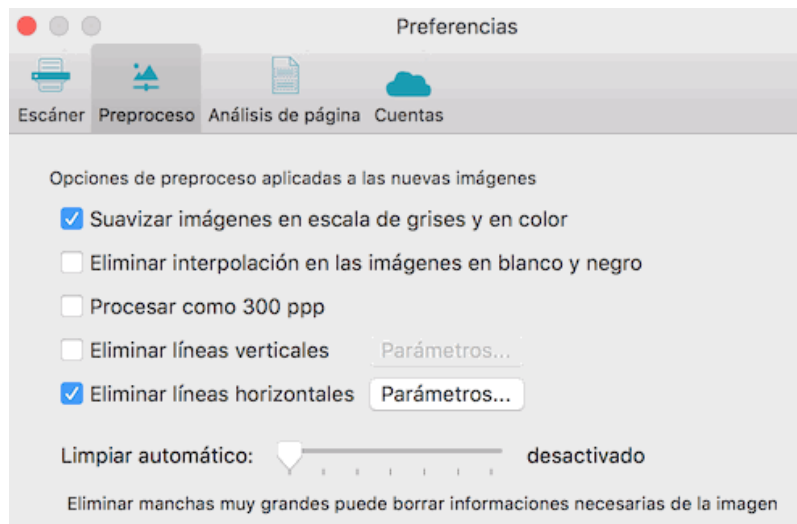 Preferencias
Escáner Preproceso Análisis de página Cuentas
Opciones de preproceso aplicadas a las nuevas imágenes
Suavizar imágenes en escala de grises y en color
Eliminar interpolación en las imágenes en blanco y negro
Procesar como 300 ppp
Eliminar líneas verticales Parámetros...
Eliminar líneas horizontales Parámetros...
Limpiar automático: desactivado
Eliminar manchas muy grandes puede borrar informaciones necesarias de la imagen